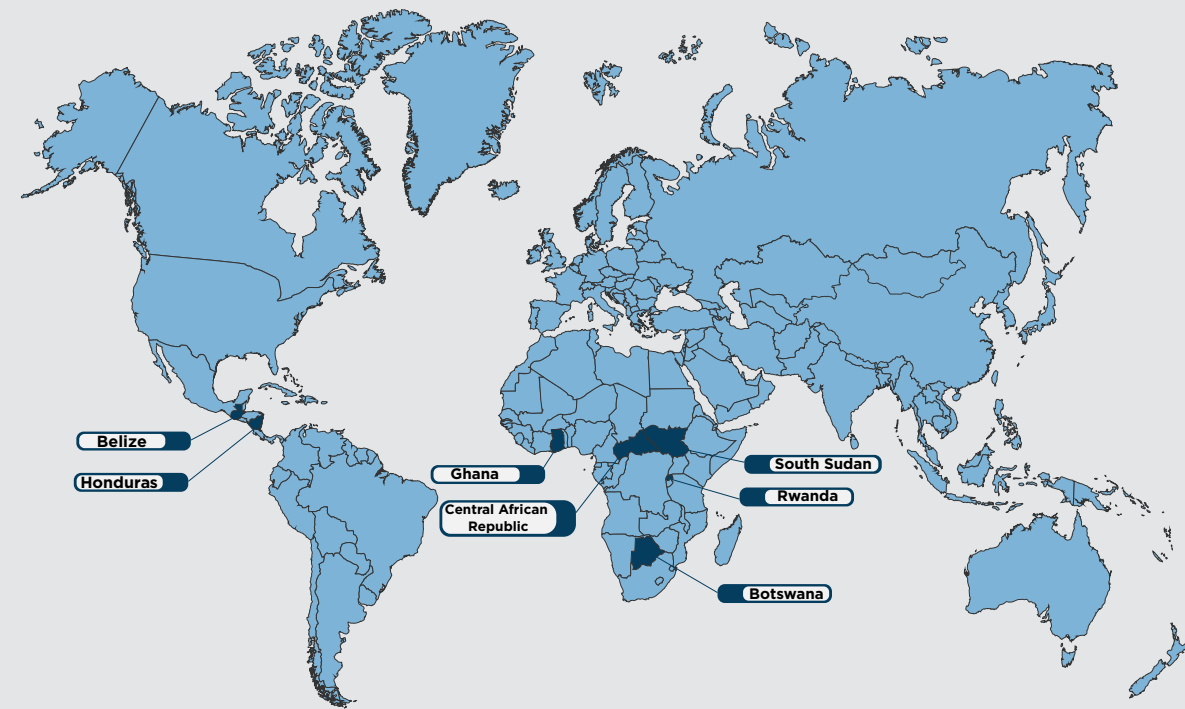 Belize
Honduras
Ghana
Central African
Republic
South Sudan
Rwanda
Botswana